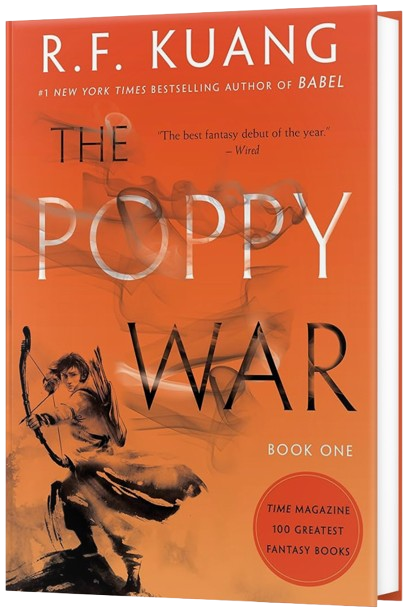 R.F. KUANG
#1 NEW YORK TIMES BESTSELLING AUTHOR OF BABEL
THE
"The best fantasy debut of the year."
– Wired
POPPY
WAR
BOOK ONE
TIME MAGAZINE
100 GREATEST
FANTASY BOOKS